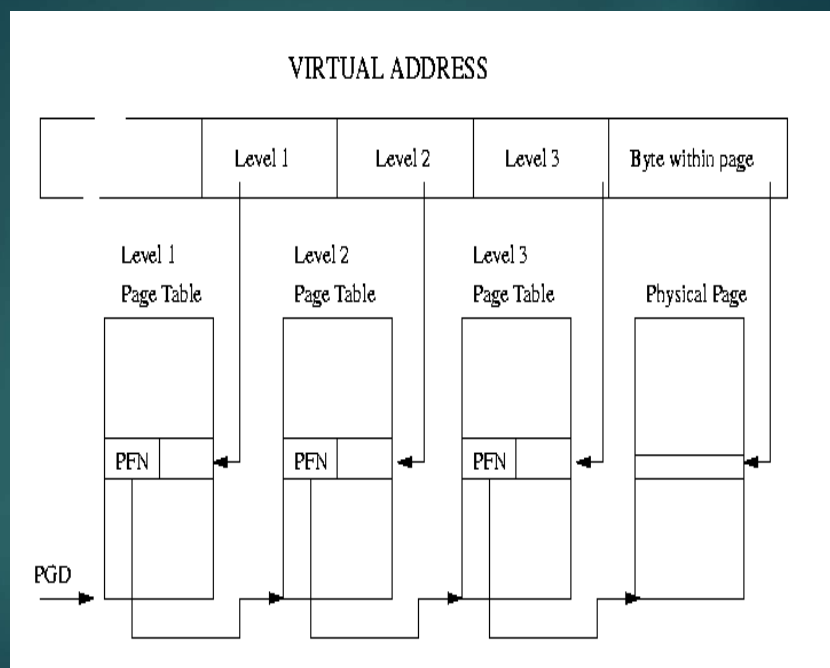 VIRTUAL ADDRESS
Level 1 Level 2 Level 3 Byte within page
Level 1 Level 2 Level 3
Page Table Page Table Page Table Physical Page
PFN PFN PFN
PGD